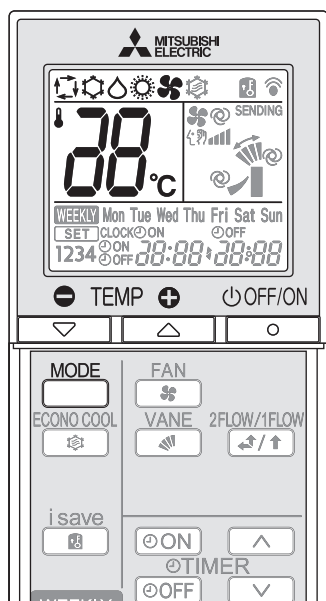 MITSUBISHI
ELECTRIC
SENDING
88°C
WEEKLY Mon Tue Wed Thu Fri Sat Sun
SET CLOCK ON OFF
1234 ON OFF 88:88 88:88
TEMP OFF/ON
MODE FAN
ECONO COOL VANE 2FLOW/1FLOW
i save
ON
TIMER
OFF
WEEKLY